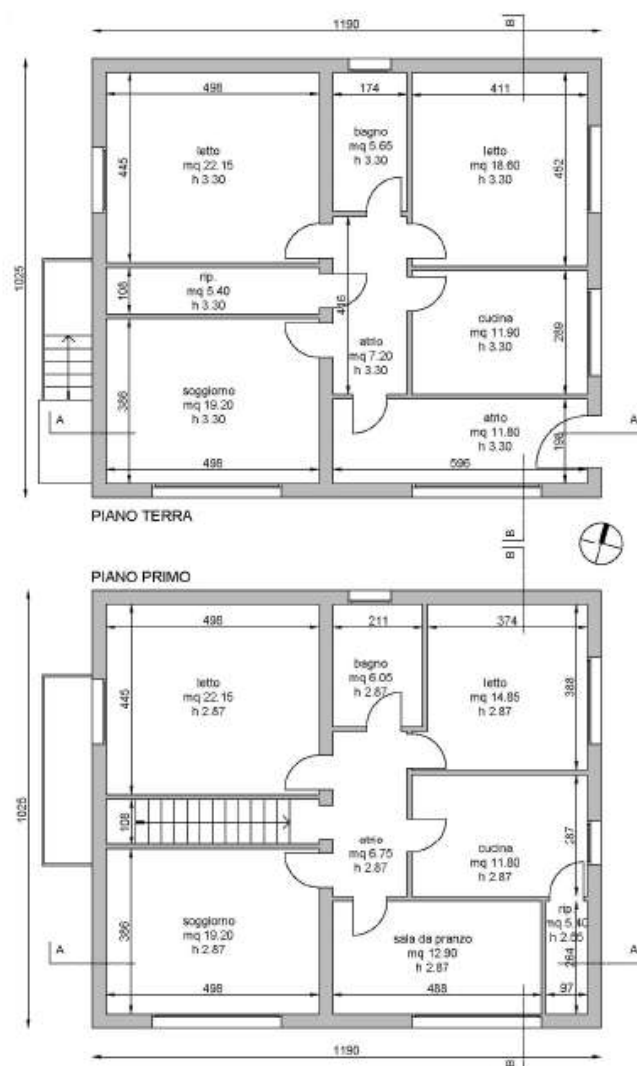 1190
B
498
174
411
letto
mq 22.15
h 3.30
bagno
mq 5.65
h 3.30
letto
mq 18.60
h 3.30
445
452
1025
108
rip.
mq 5.40
h 3.30
416
cucina
mq 11.90
h 3.30
289
atrio
mq 7.20
h 3.30
386
soggiorno
mq 19.20
h 3.30
atrio
mq 11.80
h 3.30
198
A
A
498
596
PIANO TERRA
B
B
PIANO PRIMO
498
211
374
letto
mq 22.15
h 2.87
bagno
mq 6.05
h 2.87
letto
mq 14.85
h 2.87
445
388
1025
108
atrio
mq 6.75
h 2.87
cucina
mq 11.80
h 2.87
287
386
soggiorno
mq 19.20
h 2.87
sala da pranzo
mq 12.90
h 2.87
rip.
mq 5.40
264
A
A
498
488
97
1190
B